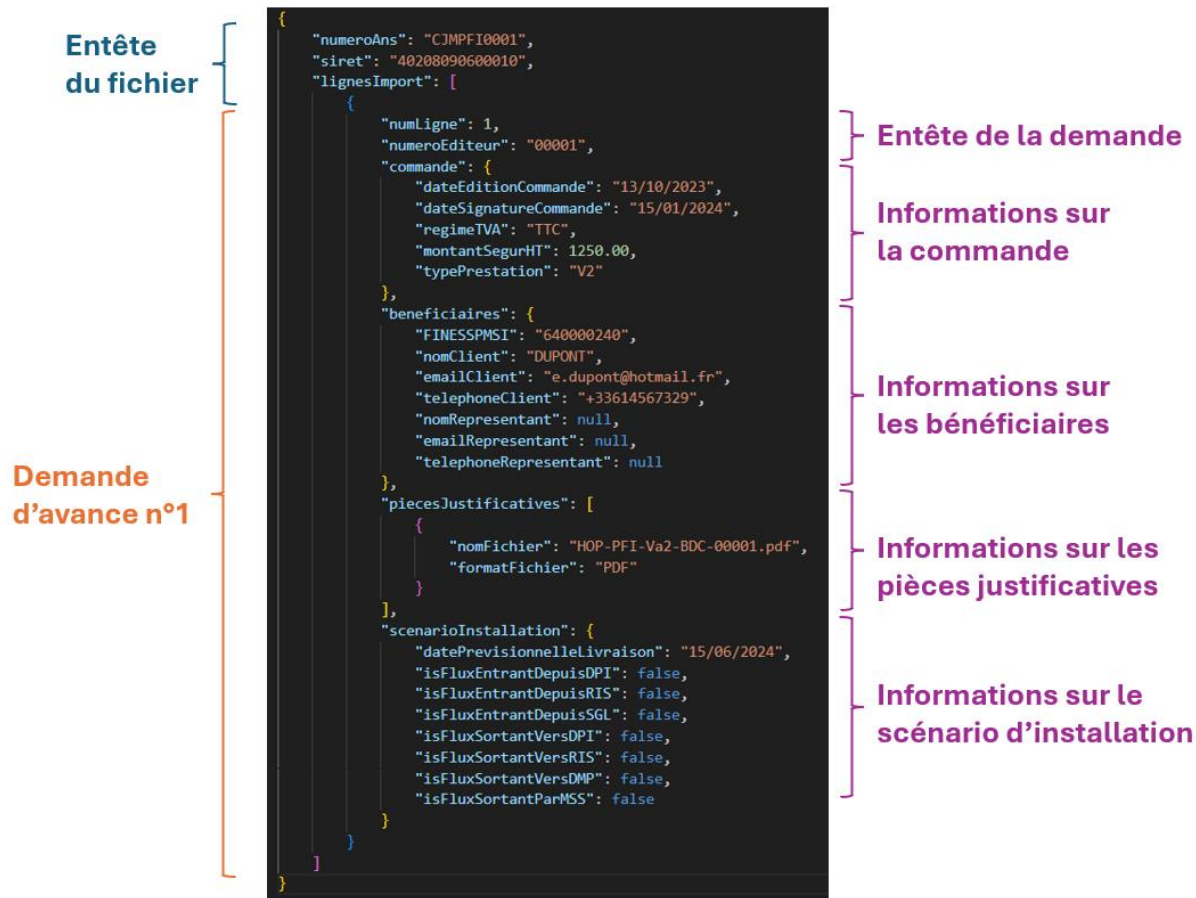 Entête
du fichier
{
"numeroAns": "CJMPFI0001",
"siret": "40208090600010",
"lignesImport": [
{
Demande
d'avance n°1
"numLigne": 1,
"numeroEditeur": "00001",
Entête de la demande
"commande": {
"dateEditionCommande": "13/10/2023",
"dateSignatureCommande": "15/01/2024",
"regimeTVA": "TTC",
"montantSegurHT": 1250.00,
"typePrestation": "V2"
},
Informations sur
la commande
"beneficiaires": {
"FINESSPMSI": "640000240",
"nomClient": "DUPONT",
"emailClient": "e.dupont@hotmail.fr",
"telephoneClient": "+33614567329",
"nomRepresentant": null,
"emailRepresentant": null,
"telephoneRepresentant": null
},
Informations sur
les bénéficiaires
"piecesJustificatives": [
{
"nomFichier": "HOP-PFI-Va2-BDC-00001.pdf",
"formatFichier": "PDF"
}
],
Informations sur les
pièces justificatives
"scenarioInstallation": {
"datePrevisionnelleLivraison": "15/06/2024",
"isFluxEntrantDepuisDPI": false,
"isFluxEntrantDepuisRIS": false,
"isFluxEntrantDepuisSGL": false,
"isFluxSortantVersDPI": false,
"isFluxSortantVersRIS": false,
"isFluxSortantVersDMP": false,
"isFluxSortantParMSS": false
}
Informations sur le
scénario d'installation
}
]
}